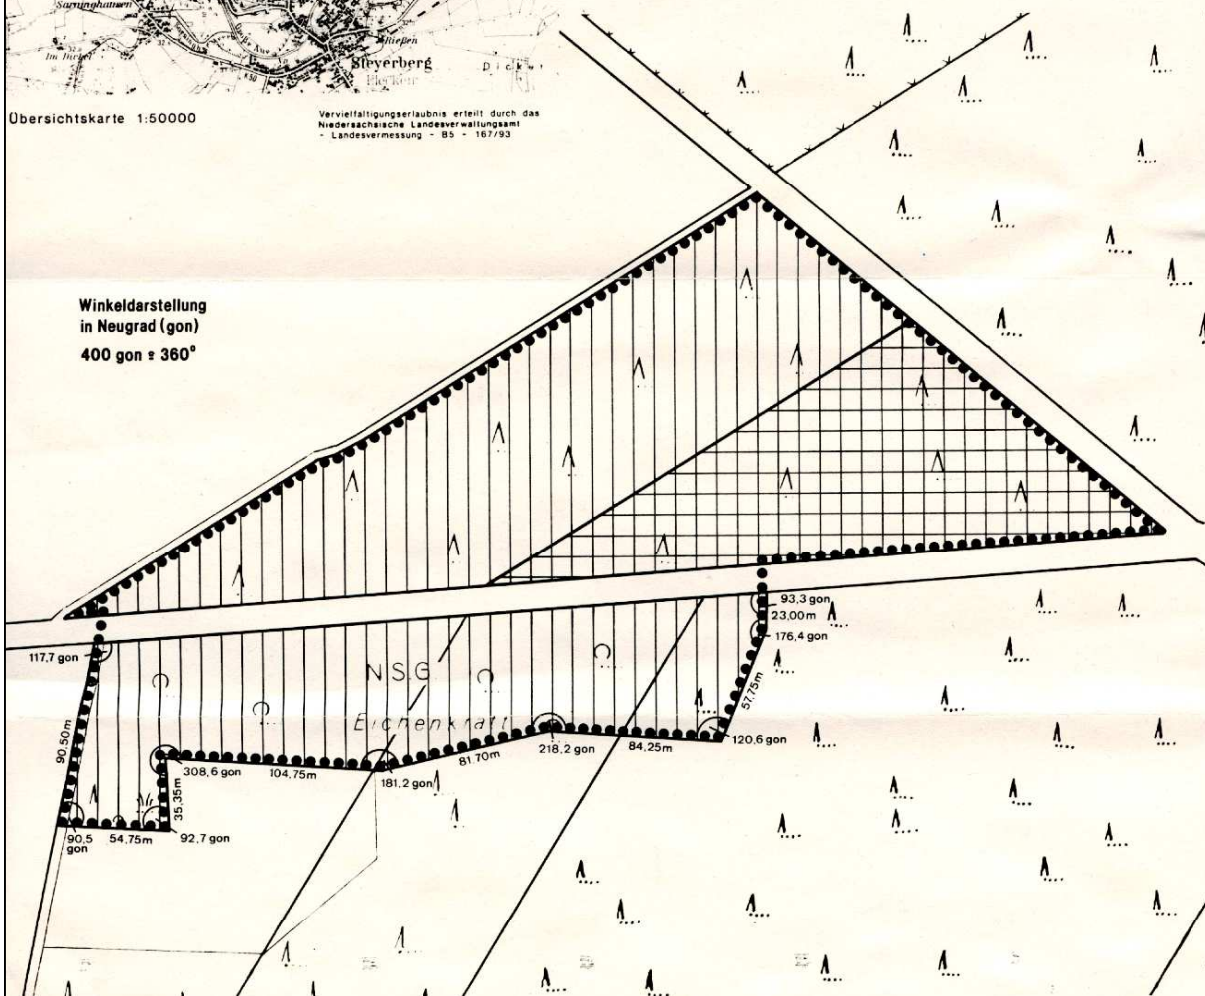 Sarninghausen
Rießen
Steyerberg
Flecken
Übersichtskarte 1:50000
Vervielfältigungserlaubnis erteilt durch das
Niedersächsische Landesverwaltungsamt
- Landesvermessung - B5 - 167/93
Winkeldarstellung
in Neugrad (gon)
400 gon ≙ 360°
93,3 gon
23,00m
176,4 gon
117,7 gon
N.S.G.
57,75m
Eichenkratt
90,50m
120,6 gon
218,2 gon
84,25m
81,70m
308,6 gon
104,75m
181,2 gon
35,35m
90,5
gon
54,75m
92,7 gon